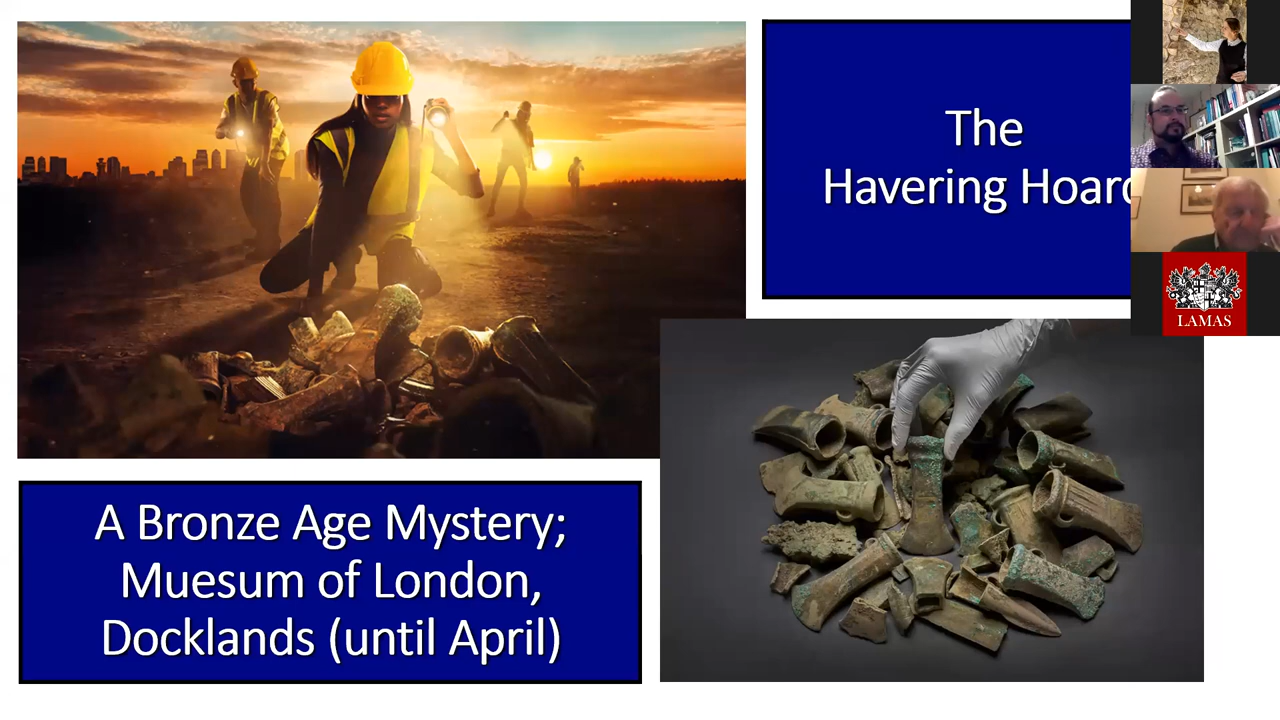 The
Havering Hoard
A Bronze Age Mystery;
Muesum of London,
Docklands (until April)
LAMAS